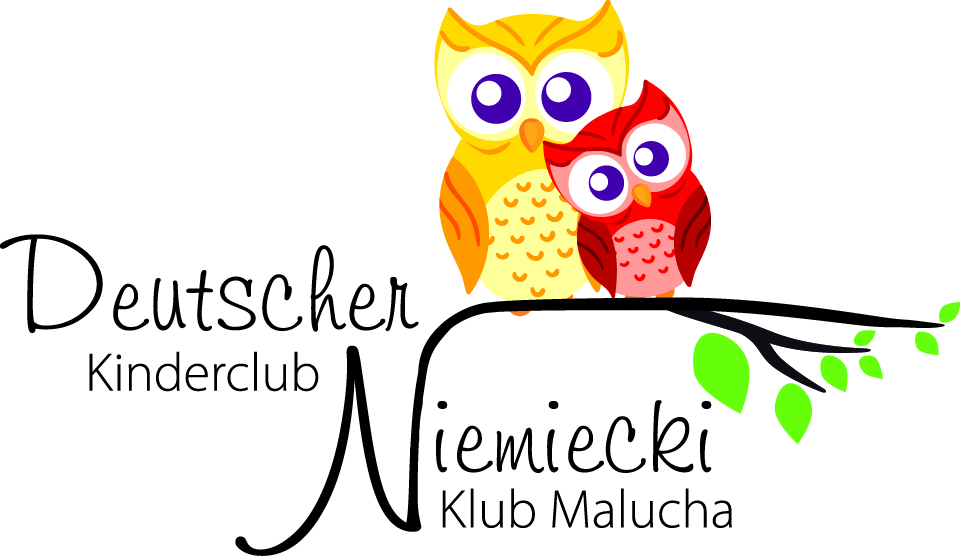 Deutscher
Kinderclub
Niemiecki
Klub Malucha